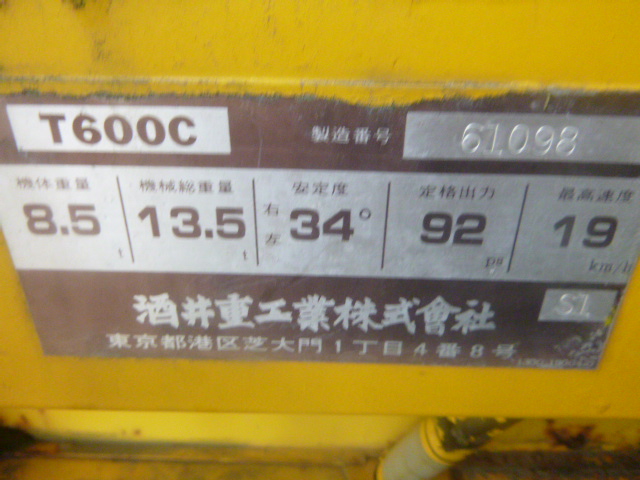 T600C 製造番号 61098
機体重量 機械総重量 安定度 定格出力 最高速度
8.5 t 13.5 t 右左 34° 92 ps 19 km/h
酒井重工業株式會社 S1
東京都港区芝大門1丁目4番8号